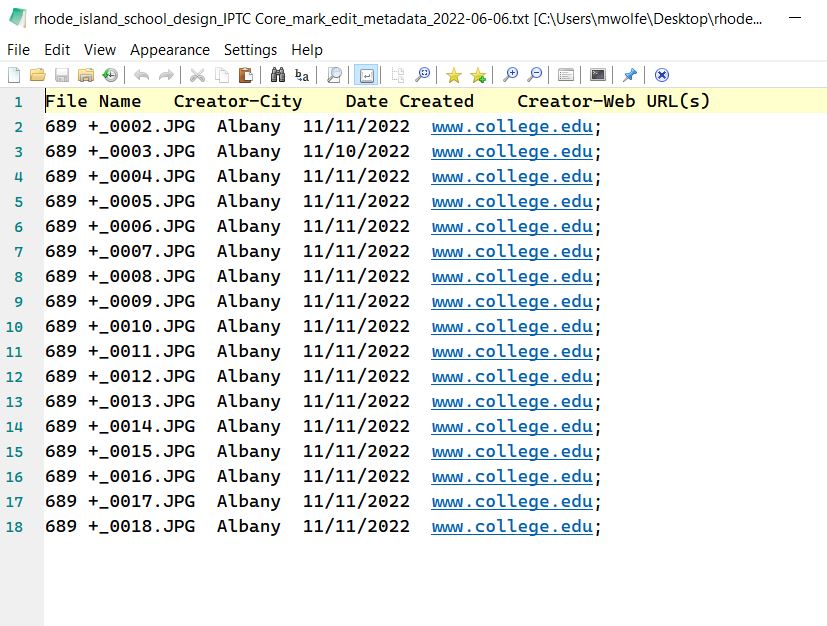 rhode_island_school_design_IPTC Core_mark_edit_metadata_2022-06-06.txt [C:\Users\mwolfe\Desktop\rhode...
File Edit View Appearance Settings Help
1 File Name Creator-City Date Created Creator-Web URL(s)
2 689 +_0002.JPG Albany 11/11/2022 www.college.edu;
3 689 +_0003.JPG Albany 11/10/2022 www.college.edu;
4 689 +_0004.JPG Albany 11/11/2022 www.college.edu;
5 689 +_0005.JPG Albany 11/11/2022 www.college.edu;
6 689 +_0006.JPG Albany 11/11/2022 www.college.edu;
7 689 +_0007.JPG Albany 11/11/2022 www.college.edu;
8 689 +_0008.JPG Albany 11/11/2022 www.college.edu;
9 689 +_0009.JPG Albany 11/11/2022 www.college.edu;
10 689 +_0010.JPG Albany 11/11/2022 www.college.edu;
11 689 +_0011.JPG Albany 11/11/2022 www.college.edu;
12 689 +_0012.JPG Albany 11/11/2022 www.college.edu;
13 689 +_0013.JPG Albany 11/11/2022 www.college.edu;
14 689 +_0014.JPG Albany 11/11/2022 www.college.edu;
15 689 +_0015.JPG Albany 11/11/2022 www.college.edu;
16 689 +_0016.JPG Albany 11/11/2022 www.college.edu;
17 689 +_0017.JPG Albany 11/11/2022 www.college.edu;
18 689 +_0018.JPG Albany 11/11/2022 www.college.edu;